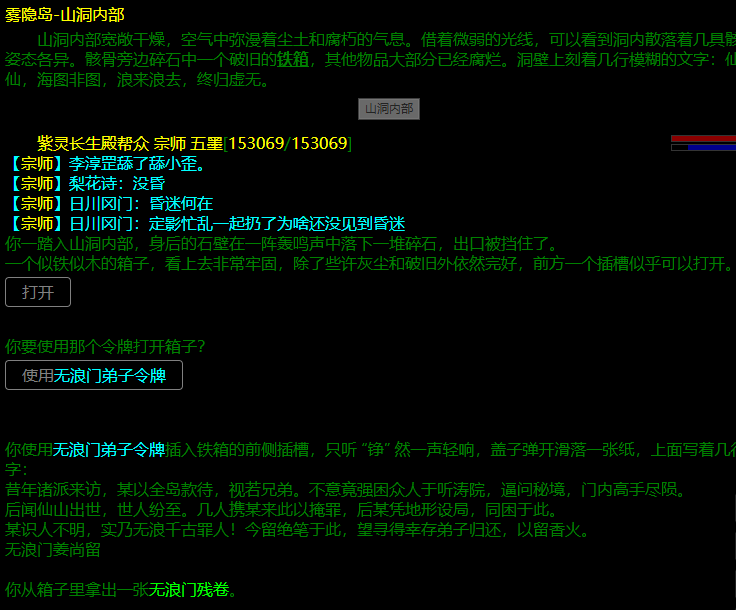 雾隐岛-山洞内部
山洞内部宽敞干燥，空气中弥漫着尘土和腐朽的气息。借着微弱的光线，可以看到洞内散落着几具骸
姿态各异。骸骨旁边碎石中一个破旧的铁箱，其他物品大部分已经腐烂。洞壁上刻着几行模糊的文字：仙
仙，海图非图，浪来浪去，终归虚无。
山洞内部
紫灵长生殿帮众 宗师 五墨[153069/153069]
【宗师】李淳罡舔了舔小歪。
【宗师】梨花诗：没昏
【宗师】日川冈门：昏迷何在
【宗师】日川冈门：定影忙乱一起扔了为啥还没见到昏迷
你一踏入山洞内部，身后的石壁在一阵轰鸣声中落下一堆碎石，出口被挡住了。
一个似铁似木的箱子，看上去非常牢固，除了些许灰尘和破旧外依然完好，前方一个插槽似乎可以打开。
打开
你要使用那个令牌打开箱子？
使用无浪门弟子令牌
你使用无浪门弟子令牌插入铁箱的前侧插槽，只听“铮”然一声轻响，盖子弹开滑落一张纸，上面写着几行
字：
昔年诸派来访，某以全岛款待，视若兄弟。不意竟强困众人于听涛院，逼问秘境，门内高手尽陨。
后闻仙山出世，世人纷至。几人携某来此以掩罪，后某凭地形设局，同困于此。
某识人不明，实乃无浪千古罪人！今留绝笔于此，望寻得幸存弟子归还，以留香火。
无浪门姜尚留
你从箱子里拿出一张无浪门残卷。